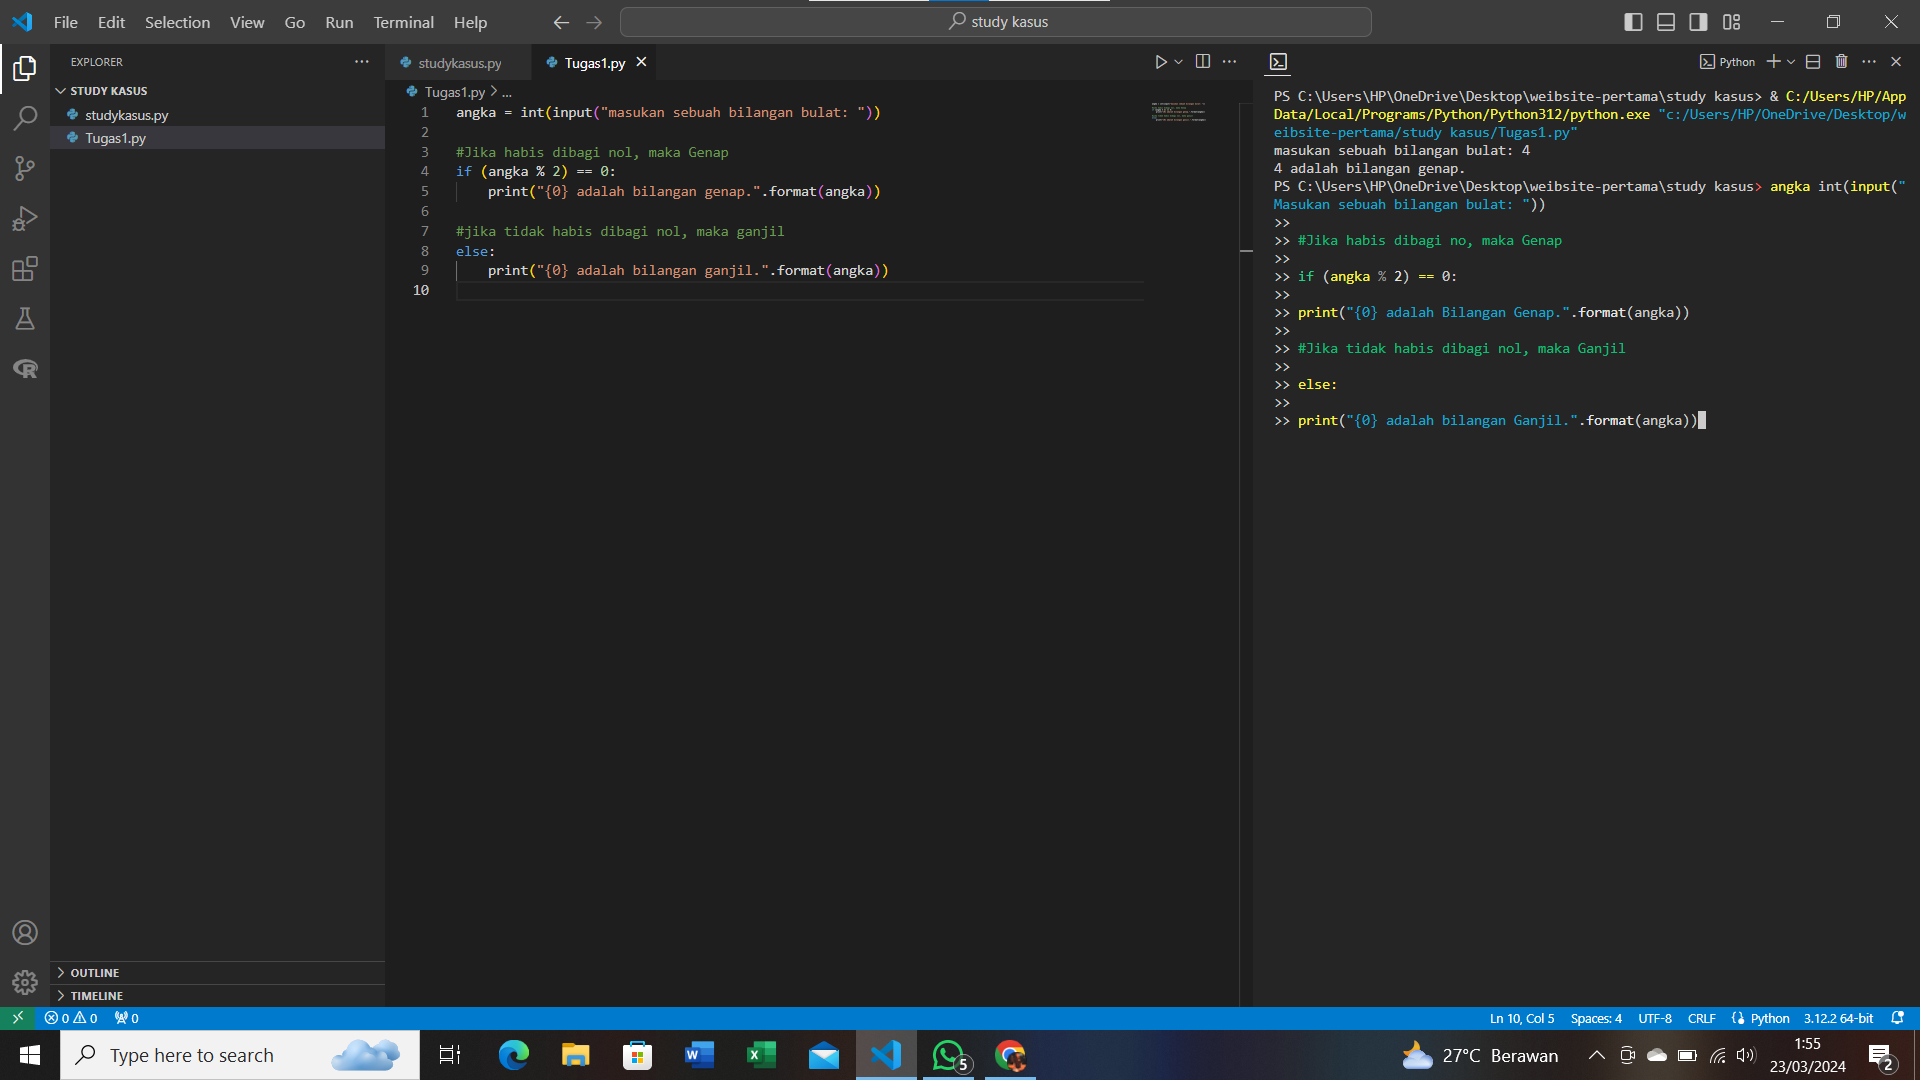 File Edit Selection View Go Run Terminal Help
study kasus
EXPLORER
STUDY KASUS
studykasus.py
Tugas1.py
OUTLINE
TIMELINE
studykasus.py
Tugas1.py
Tugas1.py > ...
1 angka = int(input("masukan sebuah bilangan bulat: "))
2
3 #Jika habis dibagi nol, maka Genap
4 if (angka % 2) == 0:
5 print("{0} adalah bilangan genap.".format(angka))
6
7 #jika tidak habis dibagi nol, maka ganjil
8 else:
9 print("{0} adalah bilangan ganjil.".format(angka))
10
Python
PS C:\Users\HP\OneDrive\Desktop\weibsite-pertama\study kasus> & C:/Users/HP/App
Data/Local/Programs/Python/Python312/python.exe "c:/Users/HP/OneDrive/Desktop/w
eibsite-pertama/study kasus/Tugas1.py"
masukan sebuah bilangan bulat: 4
4 adalah bilangan genap.
PS C:\Users\HP\OneDrive\Desktop\weibsite-pertama\study kasus> angka int(input("
Masukan sebuah bilangan bulat: "))
>>
>> #Jika habis dibagi no, maka Genap
>>
>> if (angka % 2) == 0:
>>
>> print("{0} adalah Bilangan Genap.".format(angka))
>>
>> #Jika tidak habis dibagi nol, maka Ganjil
>>
>> else:
>>
>> print("{0} adalah bilangan Ganjil.".format(angka))
0 0 0
Ln 10, Col 5 Spaces: 4 UTF-8 CRLF Python 3.12.2 64-bit
Type here to search
5
27°C Berawan
1:55
23/03/2024
2